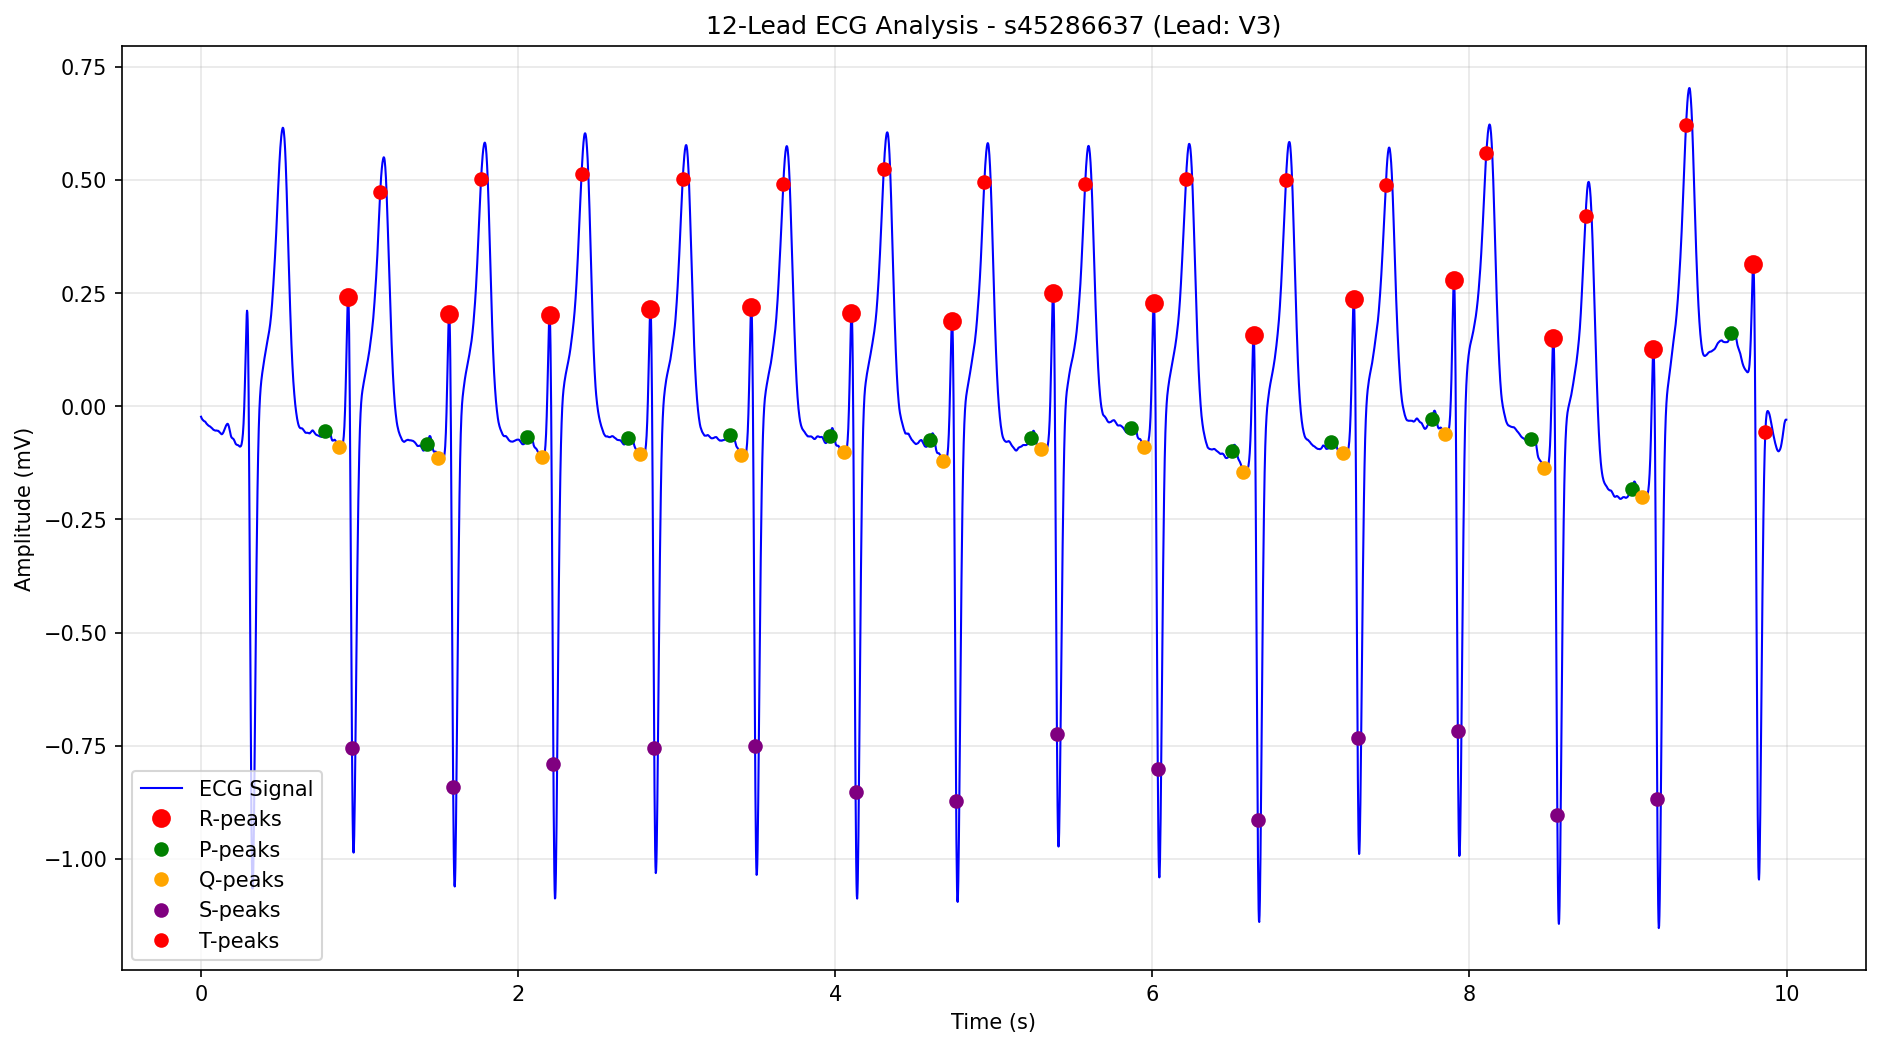 12-Lead ECG Analysis - s45286637 (Lead: V3)
Amplitude (mV)
0.75
0.50
0.25
0.00
−0.25
−0.50
−0.75
−1.00
ECG Signal
R-peaks
P-peaks
Q-peaks
S-peaks
T-peaks
0 2 4 6 8 10
Time (s)